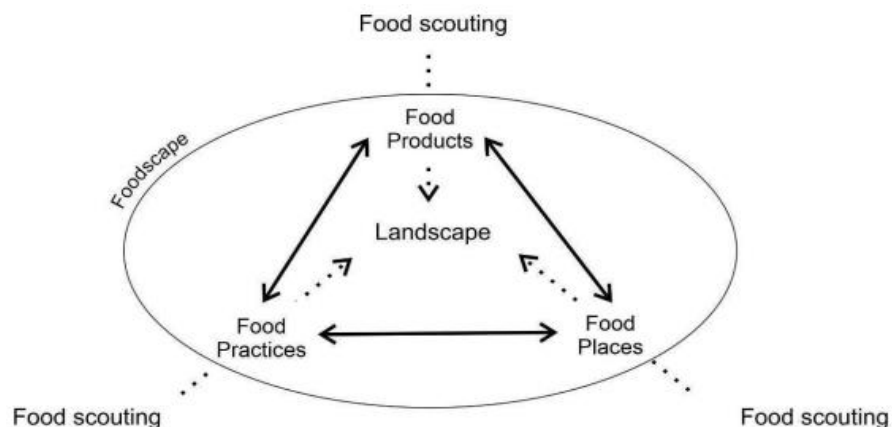 Food scouting
Foodscape
Food
Products
Landscape
Food
Practices
Food
Places
Food scouting
Food scouting